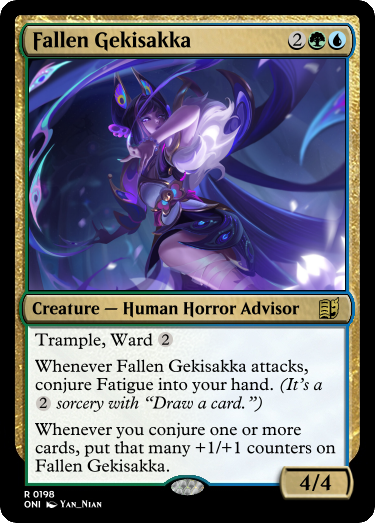 Fallen Gekisakka 2
Creature — Human Horror Advisor
Trample, Ward 2
Whenever Fallen Gekisakka attacks,
conjure Fatigue into your hand. (It's a
2 sorcery with “Draw a card.”)
Whenever you conjure one or more
cards, put that many +1/+1 counters on
Fallen Gekisakka.
4/4
R 0198
ONI Yan_Nian